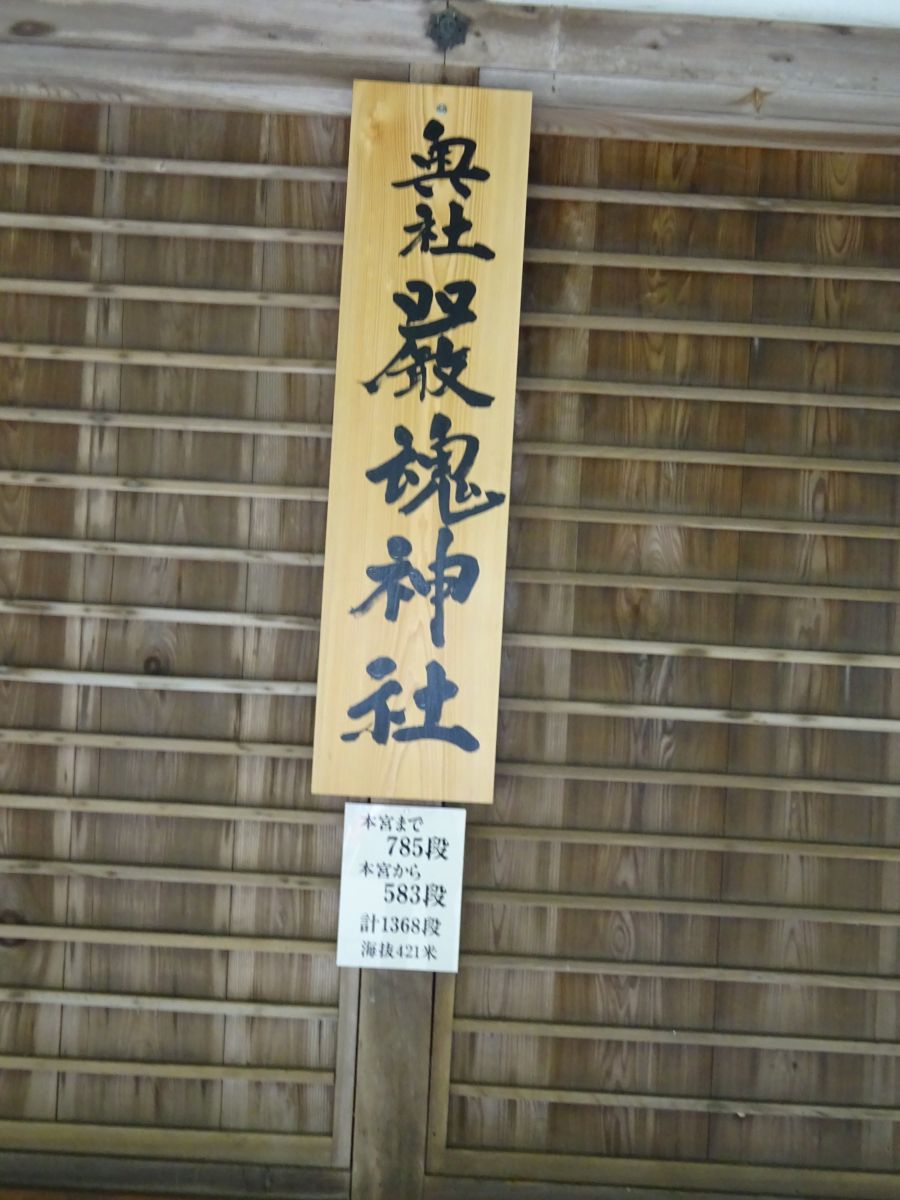 奥社嚴魂神社
本宮まで
785段
本宮から
583段
計1368段
海抜421米